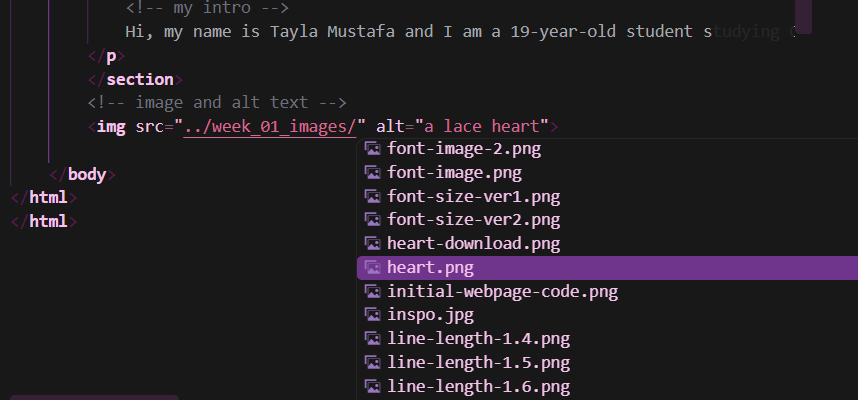 <!-- my intro -->
Hi, my name is Tayla Mustafa and I am a 19-year-old student studying
</p>
</section>
<!-- image and alt text -->
<img src="../week_01_images/" alt="a lace heart">
font-image-2.png
font-image.png
font-size-ver1.png
font-size-ver2.png
heart-download.png
heart.png
initial-webpage-code.png
inspo.jpg
line-length-1.4.png
line-length-1.5.png
line-length-1.6.png
</body>
</html>
</html>